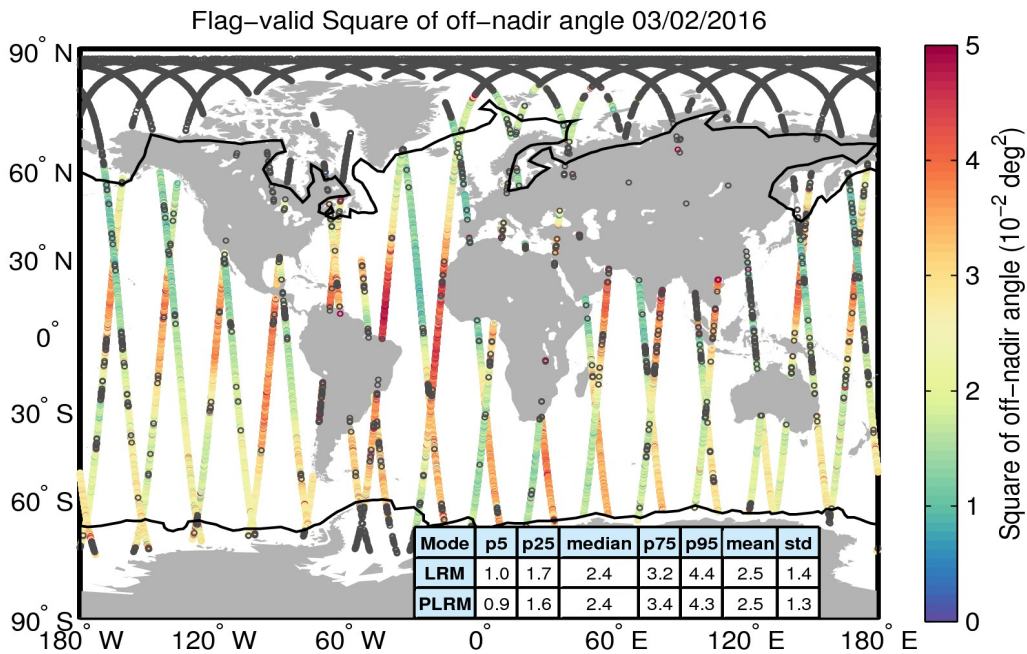 Flag−valid Square of off−nadir angle 03/02/2016
90° N
60° N
30° N
0°
30° S
60° S
90° S
180° W
120° W
60° W
0°
60° E
120° E
180° E
Mode p5 p25 median p75 p95 mean std
LRM 1.0 1.7 2.4 3.2 4.4 2.5 1.4
PLRM 0.9 1.6 2.4 3.4 4.3 2.5 1.3
5
4
3
2
1
0
Square of off−nadir angle (10⁻² deg²)